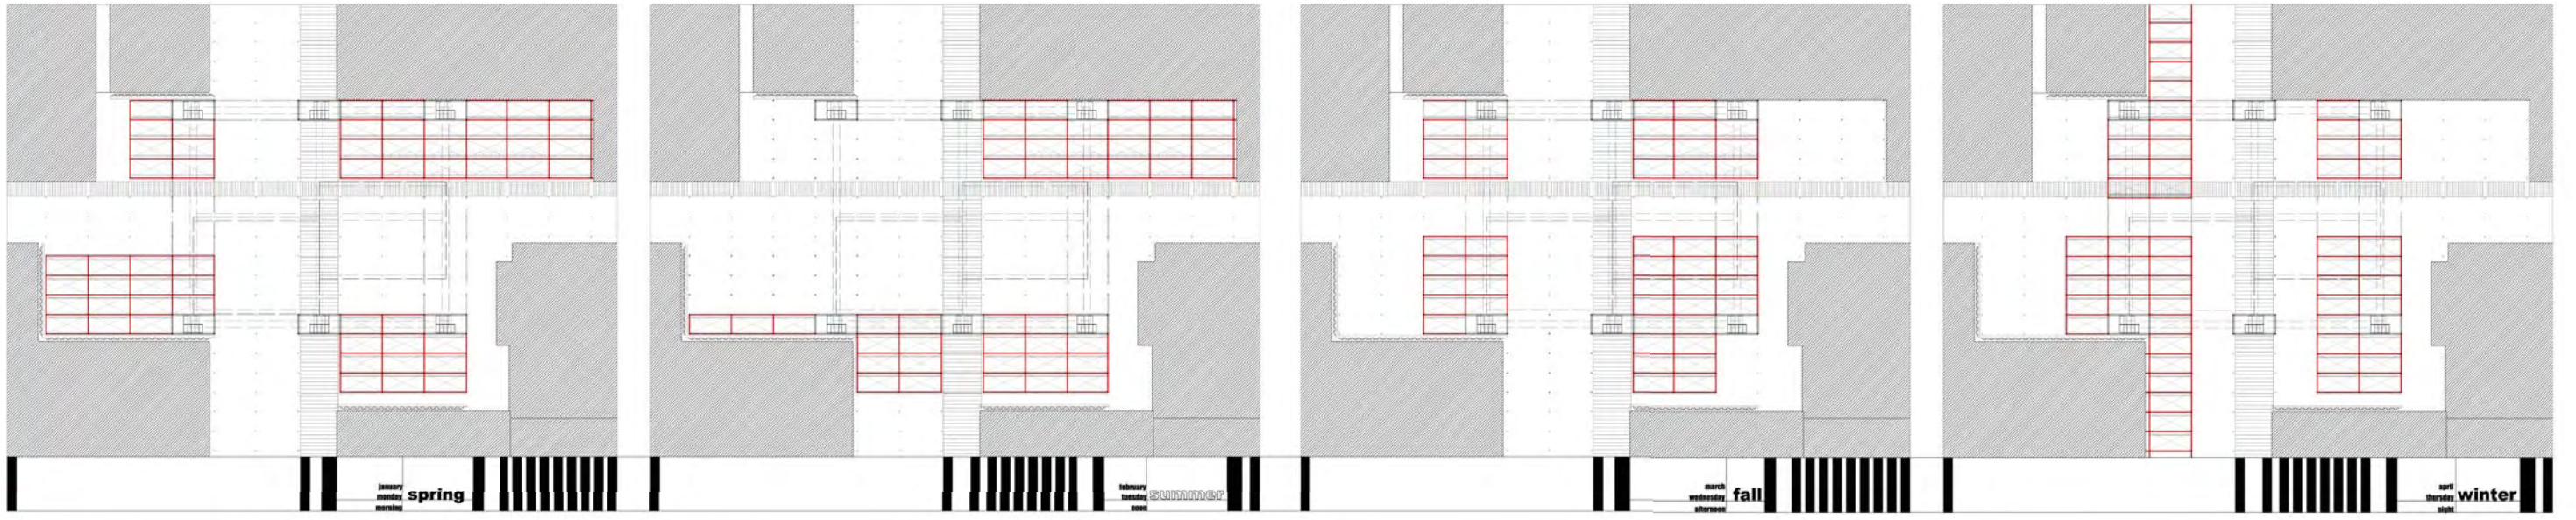 january
monday
morning
spring
february
tuesday
noon
summer
march
wednesday
afternoon
fall
april
thursday
night
winter